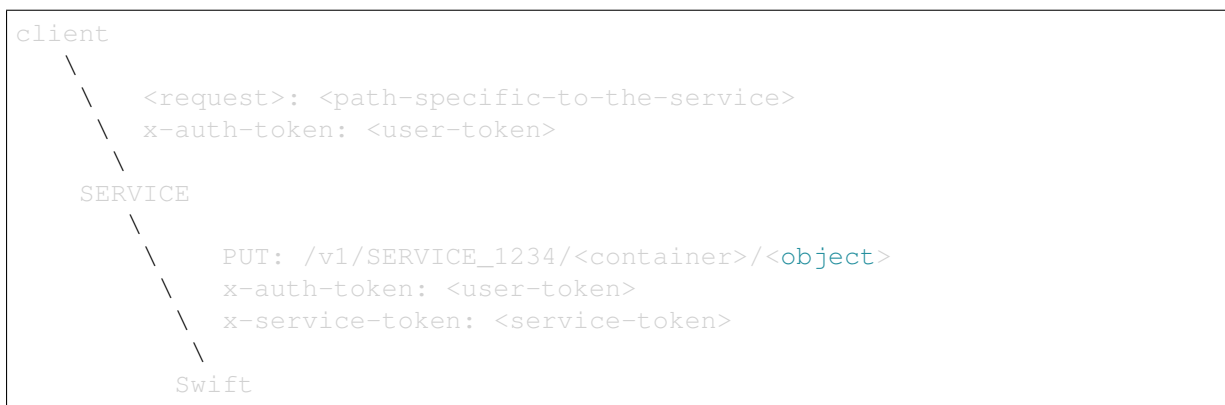 client
\
\ <request>: <path-specific-to-the-service>
\ x-auth-token: <user-token>
\
SERVICE
\
\ PUT: /v1/SERVICE_1234/<container>/<object>
\ x-auth-token: <user-token>
\ x-service-token: <service-token>
\
Swift